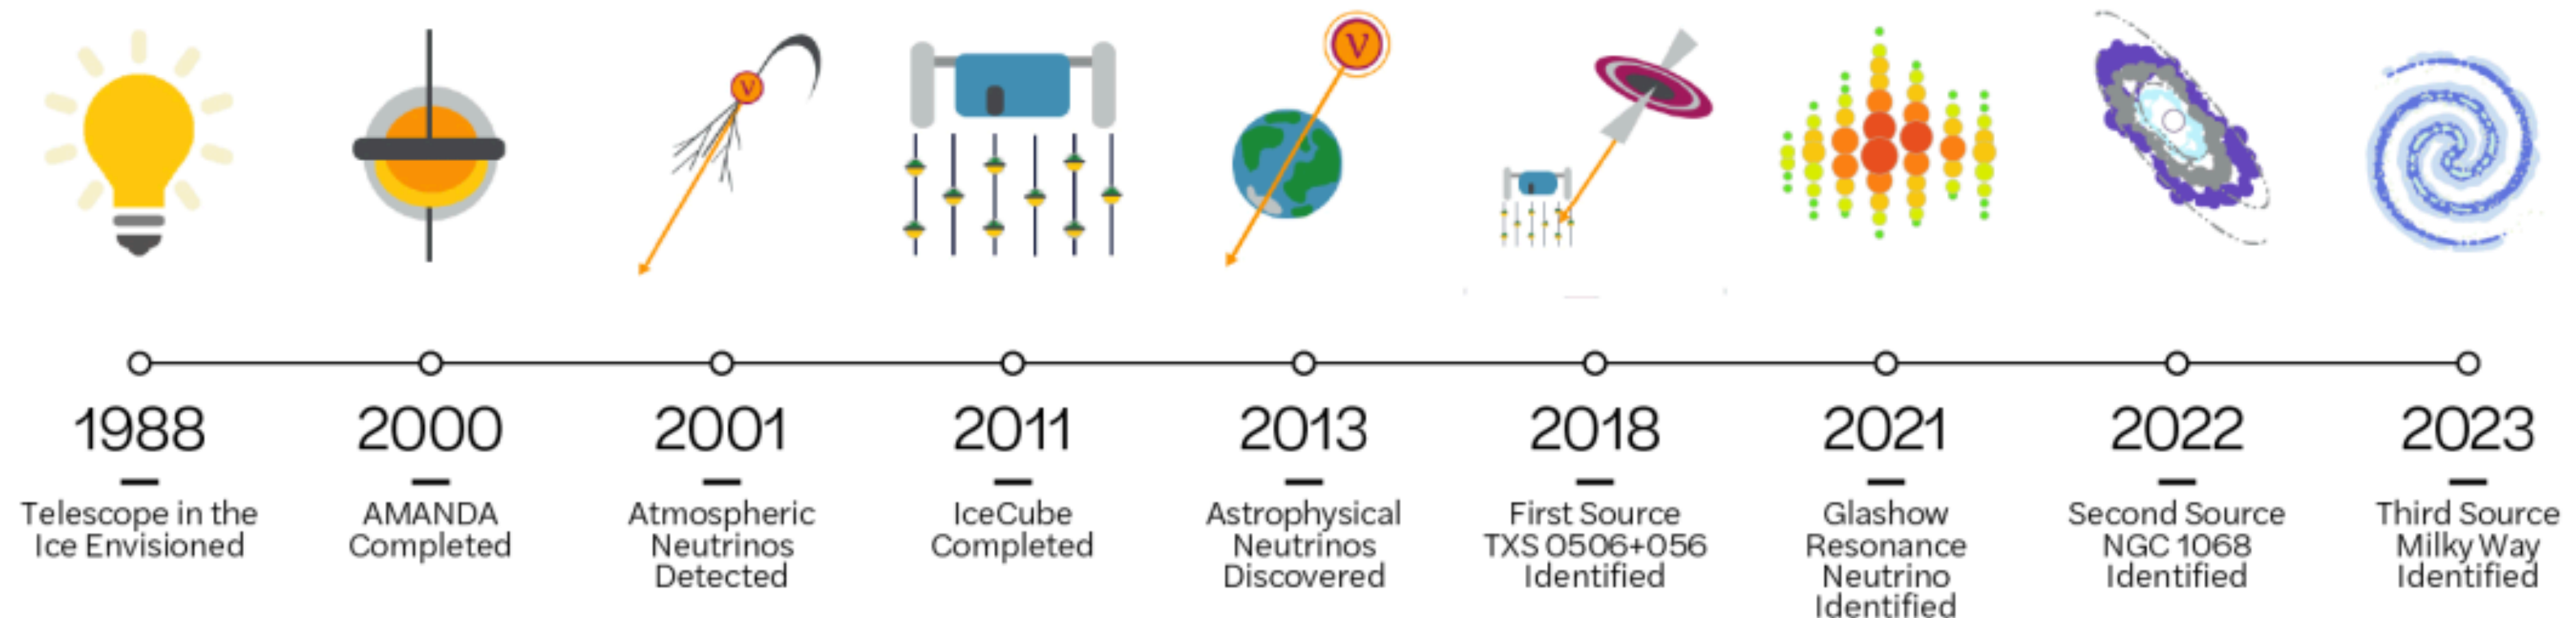 V
V
1988
Telescope in the
Ice Envisioned
2000
AMANDA
Completed
2001
Atmospheric
Neutrinos
Detected
2011
IceCube
Completed
2013
Astrophysical
Neutrinos
Discovered
2018
First Source
TXS 0506+056
Identified
2021
Glashow
Resonance
Neutrino
Identified
2022
Second Source
NGC 1068
Identified
2023
Third Source
Milky Way
Identified